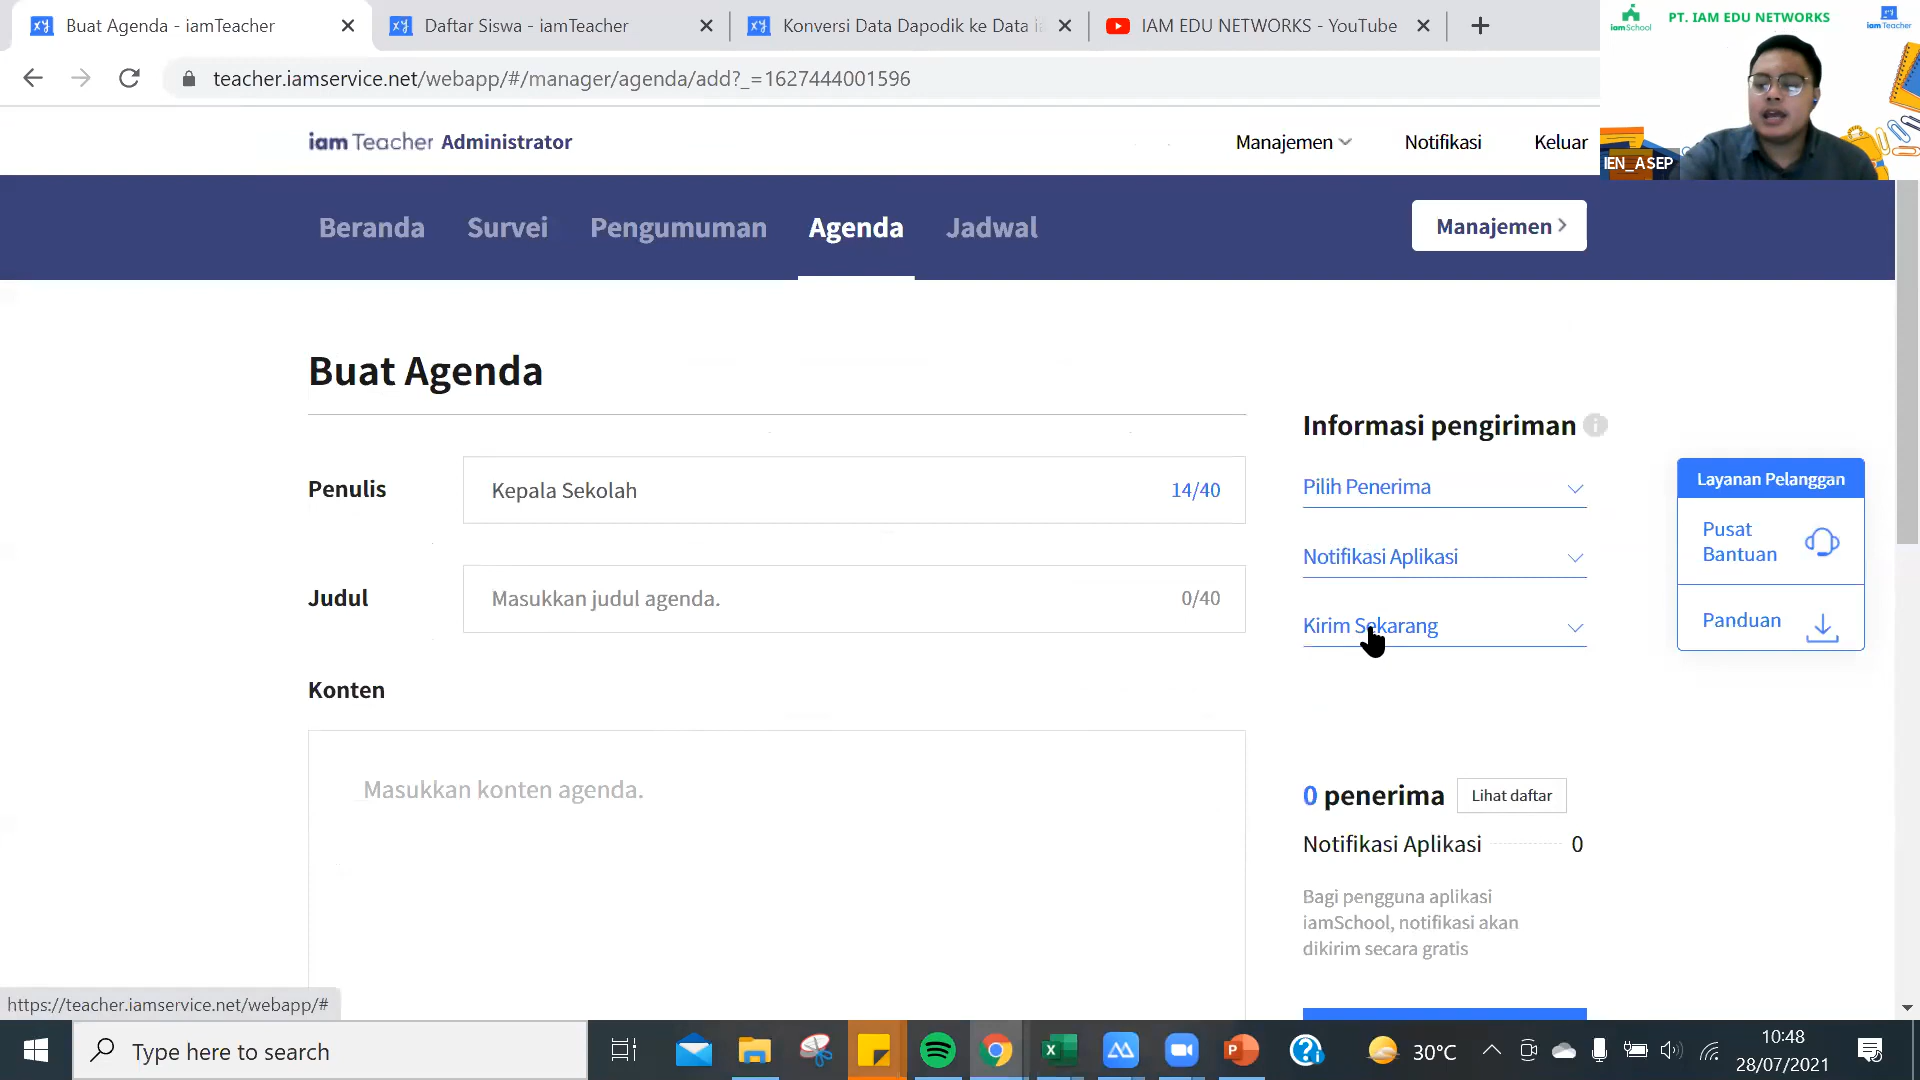 Buat Agenda - iamTeacher
Daftar Siswa - iamTeacher
Konversi Data Dapodik ke Data
IAM EDU NETWORKS - YouTube
teacher.iamservice.net/webapp/#/manager/agenda/add?_=1627444001596
iamSchool
PT. IAM EDU NETWORKS
iamTeacher
IEN_ASEP
iam Teacher Administrator
Manajemen
Notifikasi
Keluar
Beranda
Survei
Pengumuman
Agenda
Jadwal
Manajemen
Buat Agenda
Informasi pengiriman
Penulis
Kepala Sekolah
14/40
Pilih Penerima
Layanan Pelanggan
Pusat
Bantuan
Notifikasi Aplikasi
Judul
Masukkan judul agenda.
0/40
Kirim Sekarang
Panduan
Konten
Masukkan konten agenda.
0 penerima
Lihat daftar
Notifikasi Aplikasi
0
Bagi pengguna aplikasi
iamSchool, notifikasi akan
dikirim secara gratis
https://teacher.iamservice.net/webapp/#
Type here to search
30°C
10:48
28/07/2021